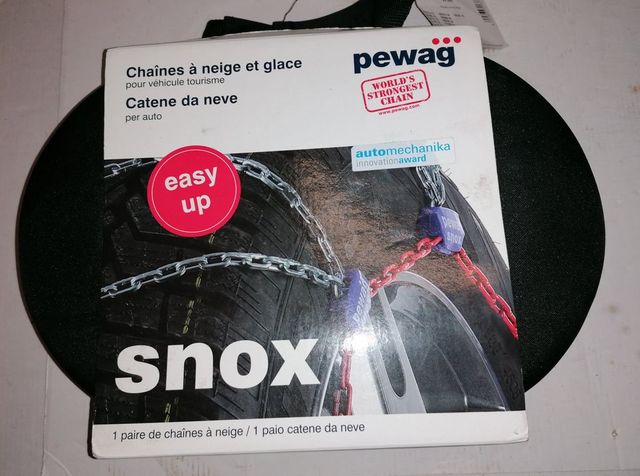 Chaînes à neige et glace
pour véhicule tourisme
Catene da neve
per auto
pewag
WORLD'S
STRONGEST
CHAIN
www.pewag.com
automechanika
innovationaward
easy
up
snox
snox
1 paire de chaînes à neige / 1 paio catene da neve